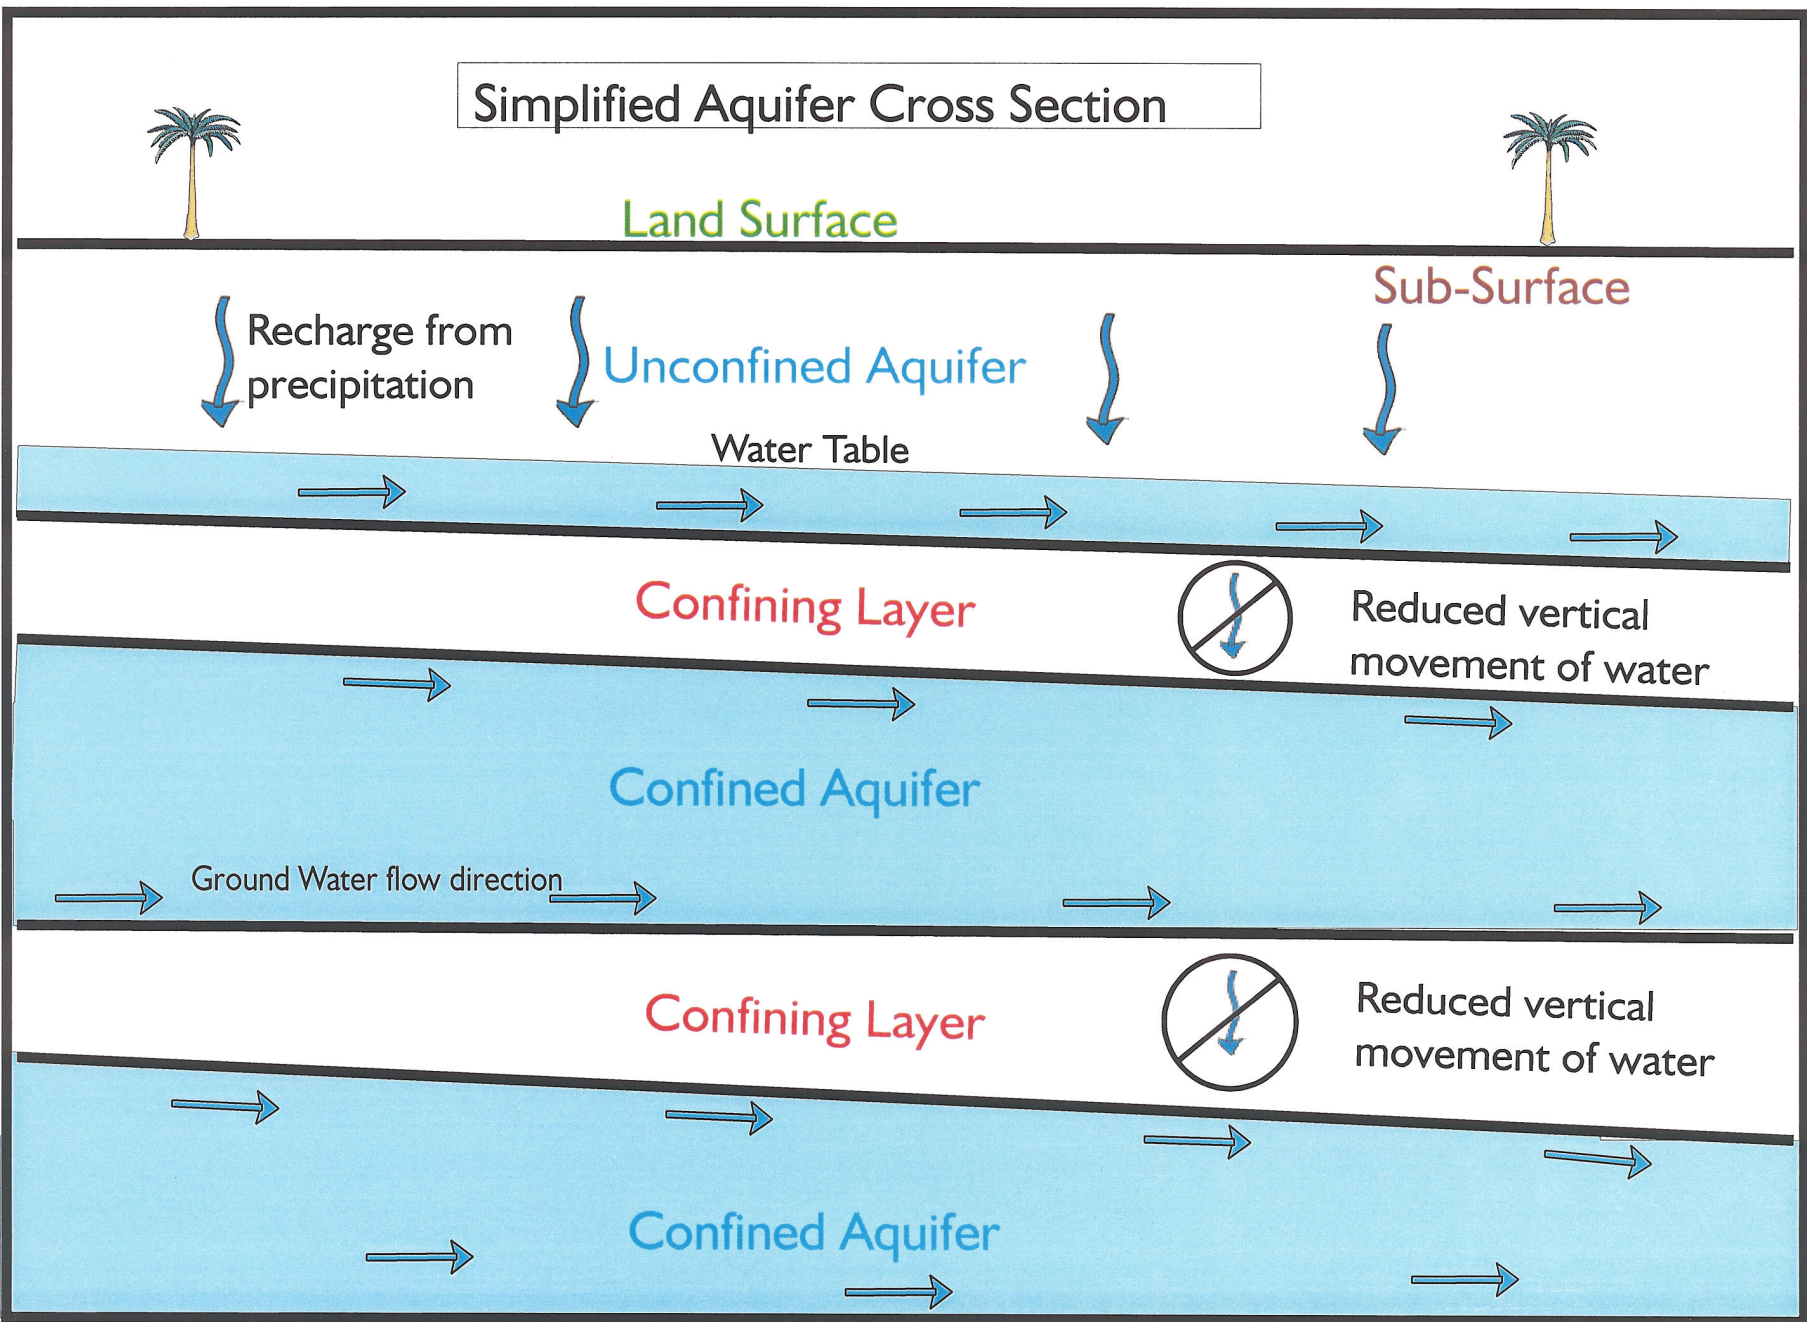 Simplified Aquifer Cross Section
Land Surface
Sub-Surface
Recharge from
precipitation
Unconfined Aquifer
Water Table
Confining Layer
Reduced vertical
movement of water
Confined Aquifer
Ground Water flow direction
Confining Layer
Reduced vertical
movement of water
Confined Aquifer